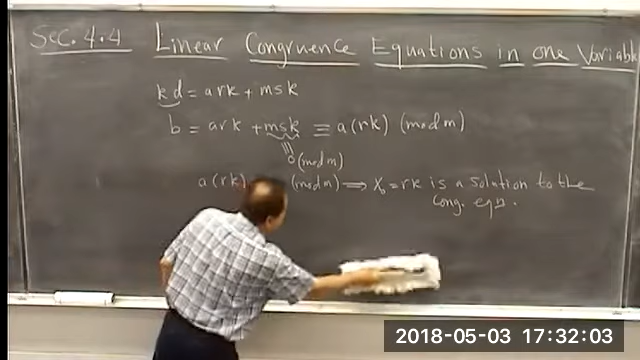 Sec. 4.4 Linear Congruence Equations in one Variable
kd = ark + msk
b = ark + msk ≡ a(rk) (mod m)
0 (mod m)
a(rk) (mod m) ⟹ x₀ = rk is a solution to the
cong. eqn.
2018-05-03 17:32:03